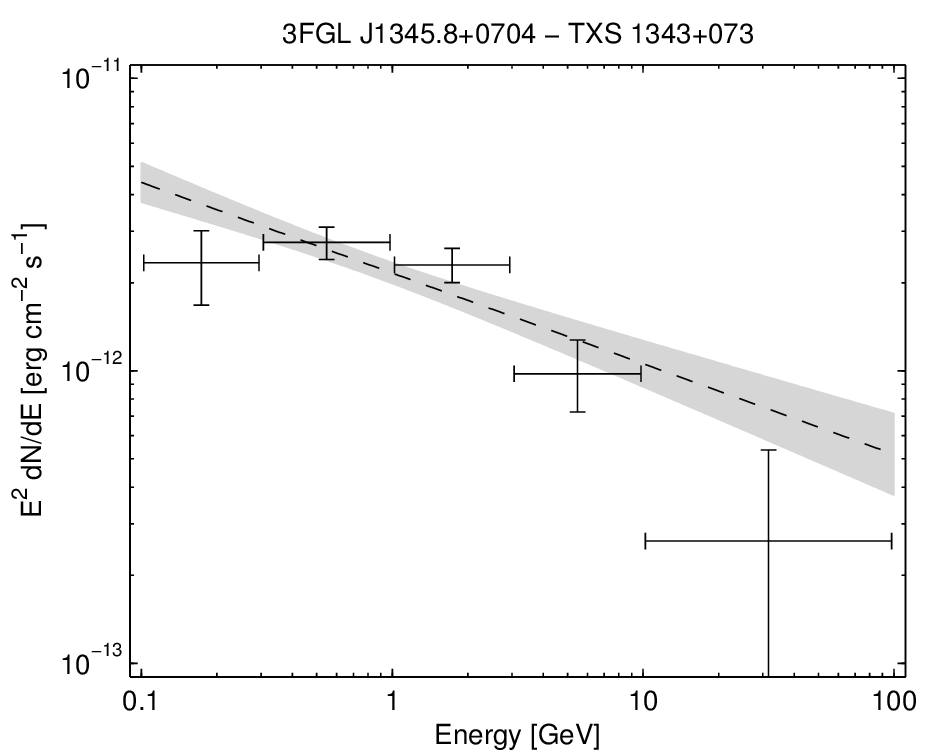 3FGL J1345.8+0704 − TXS 1343+073
10⁻¹¹
10⁻¹²
10⁻¹³
E² dN/dE [erg cm⁻² s⁻¹]
0.1 1 10 100
Energy [GeV]